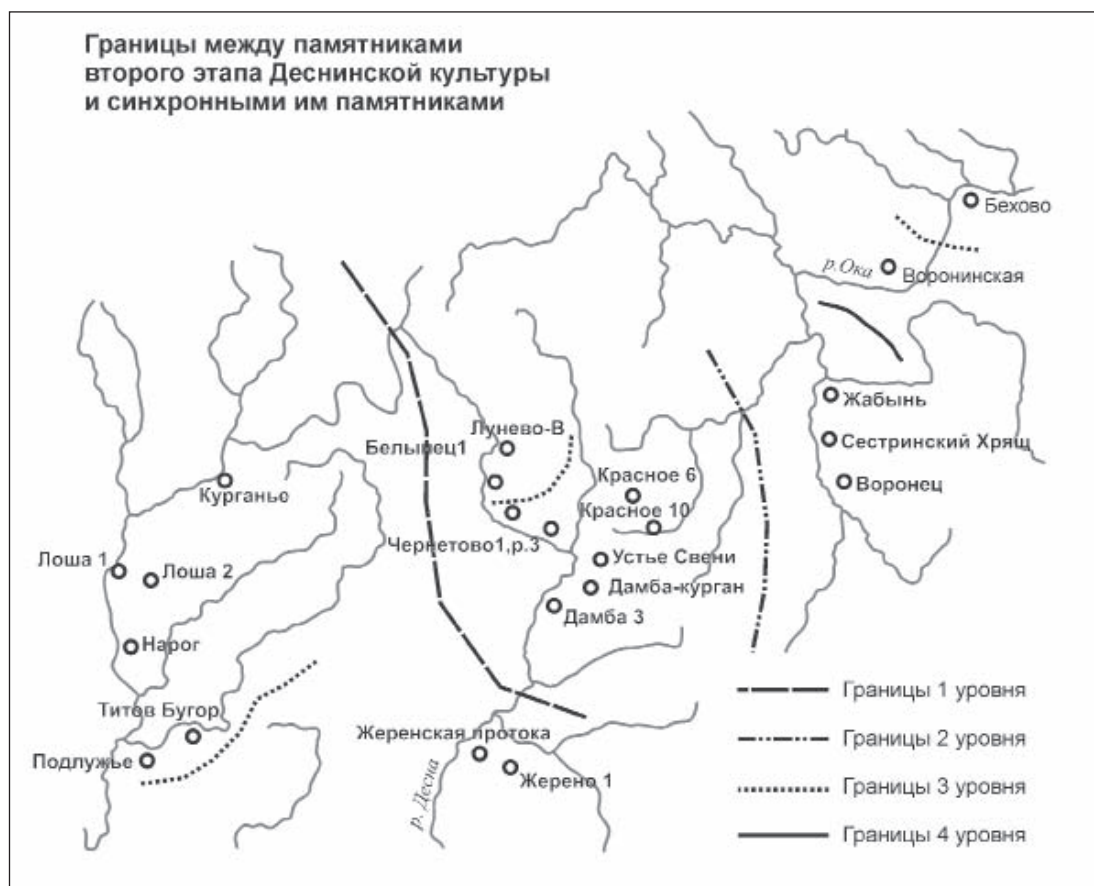 Границы между памятниками
второго этапа Деснинской культуры
и синхронными им памятниками
Бехово
р.Ока
Воронинская
Жабынь
Лунево-В
Белынец1
Сестринский Хрящ
Красное 6
Воронец
Курганье
Красное 10
Чернетово1,р.3
Устье Свени
Лоша 1
Лоша 2
Дамба-курган
Дамба 3
Нарог
Границы 1 уровня
Титов Бугор
Жеренская протока
Границы 2 уровня
Подлужье
Жерено 1
р. Десна
Границы 3 уровня
Границы 4 уровня